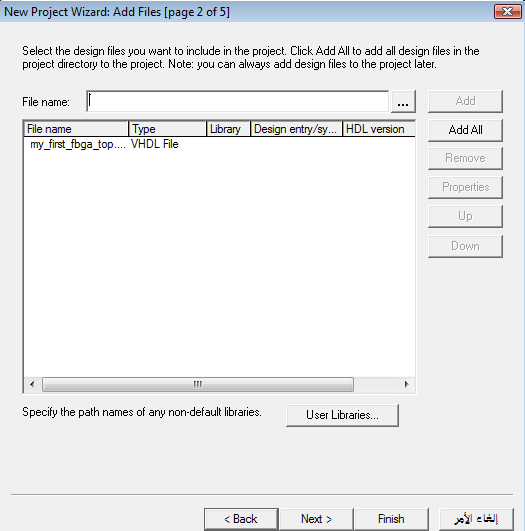 New Project Wizard: Add Files [page 2 of 5]
Select the design files you want to include in the project. Click Add All to add all design files in the
project directory to the project. Note: you can always add design files to the project later.
File name:
...
Add
File name Type Library Design entry/sy... HDL version
Add All
my_first_fbga_top.... VHDL File
Remove
Properties
Up
Down
Specify the path names of any non-default libraries.
User Libraries...
< Back
Next >
Finish
إلغاء الأمر